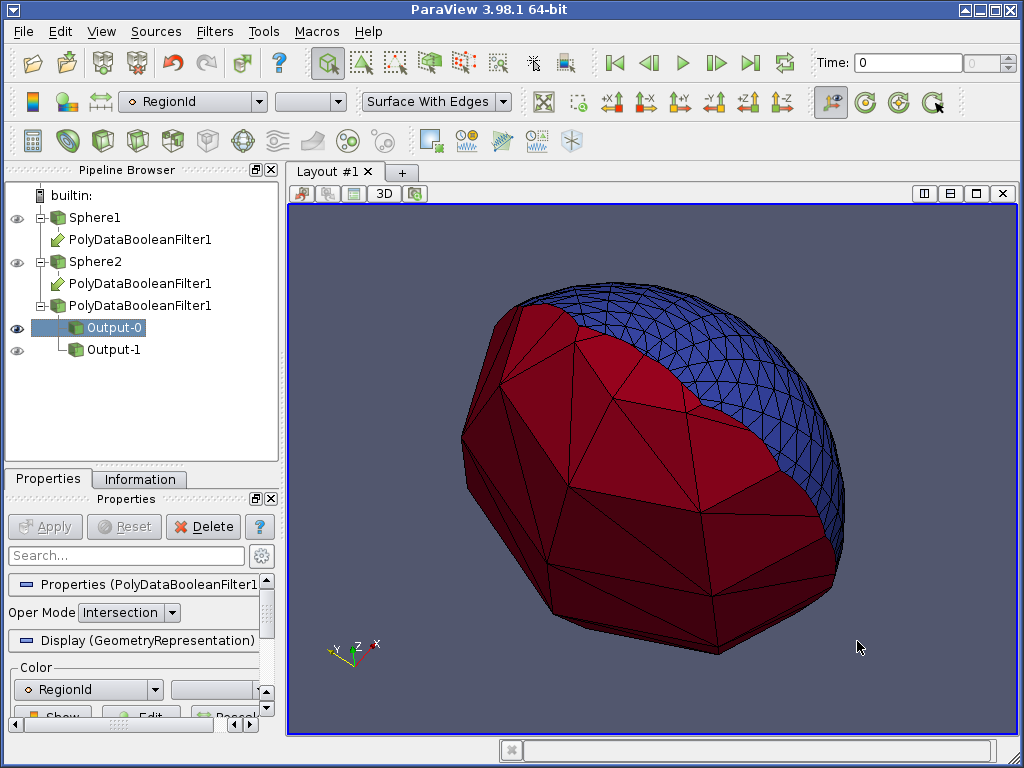 ParaView 3.98.1 64-bit
File Edit View Sources Filters Tools Macros Help
Time: 0 0
RegionId Surface With Edges +X -X +Y -Y +Z -Z
Pipeline Browser
Layout #1 +
builtin:
3D
Sphere1
PolyDataBooleanFilter1
Sphere2
PolyDataBooleanFilter1
PolyDataBooleanFilter1
Output-0
Output-1
Properties Information
Properties
Apply Reset Delete
Search...
Properties (PolyDataBooleanFilter1
Oper Mode Intersection
Display (GeometryRepresentation)
Color
RegionId
Show Edit
Y Z X